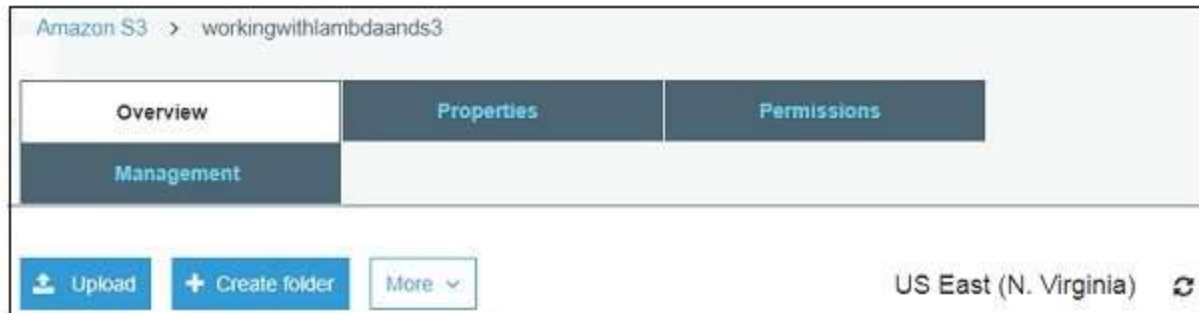 Amazon S3 > workingwithlambdaands3
Overview Properties Permissions
Management
Upload + Create folder More US East (N. Virginia)